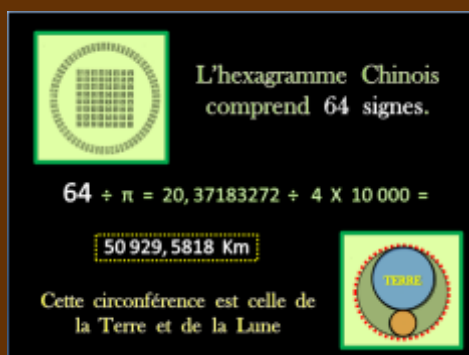 L'hexagramme Chinois
comprend 64 signes.
64 ÷ π = 20,37183272 ÷ 4 X 10 000 =
50 929,5818 Km
TERRE
Cette circonférence est celle de
la Terre et de la Lune